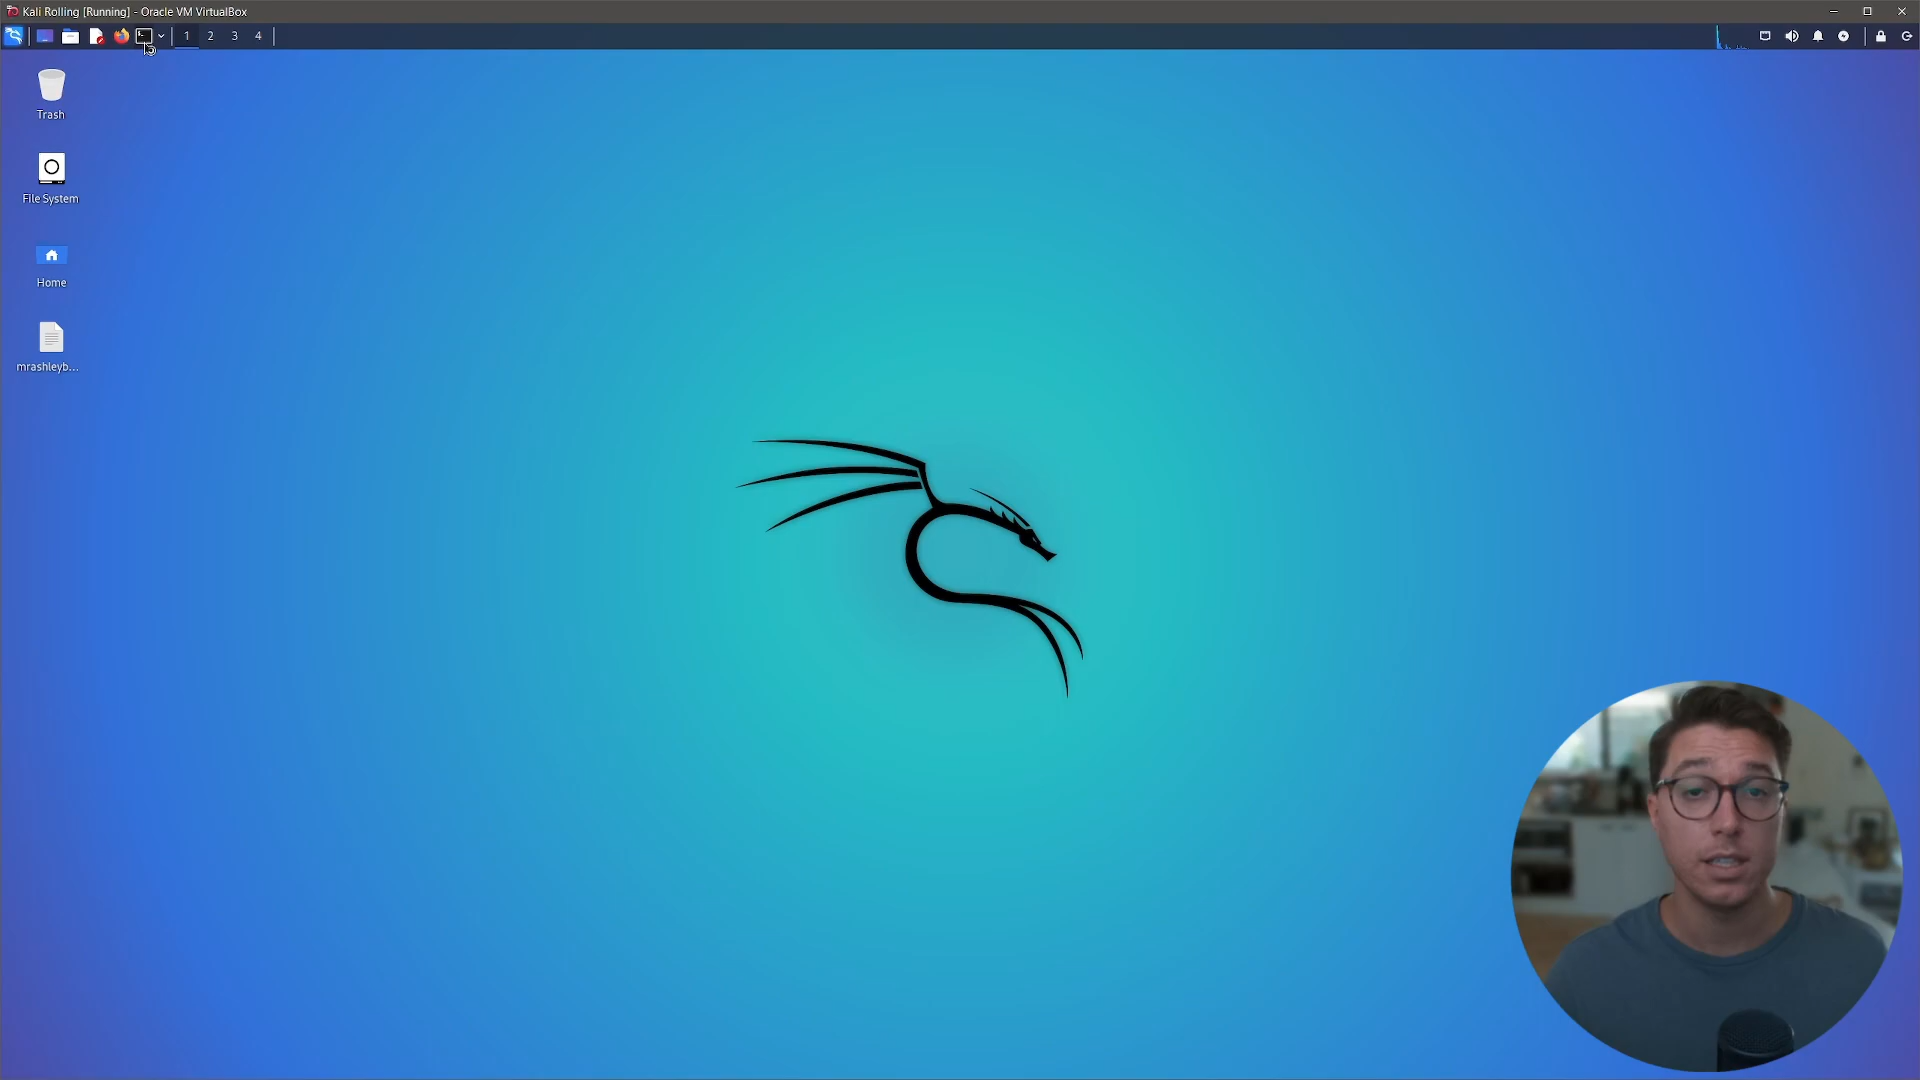 Kali Rolling [Running] - Oracle VM VirtualBox
1 2 3 4
Trash
File System
Home
mrashleyb...